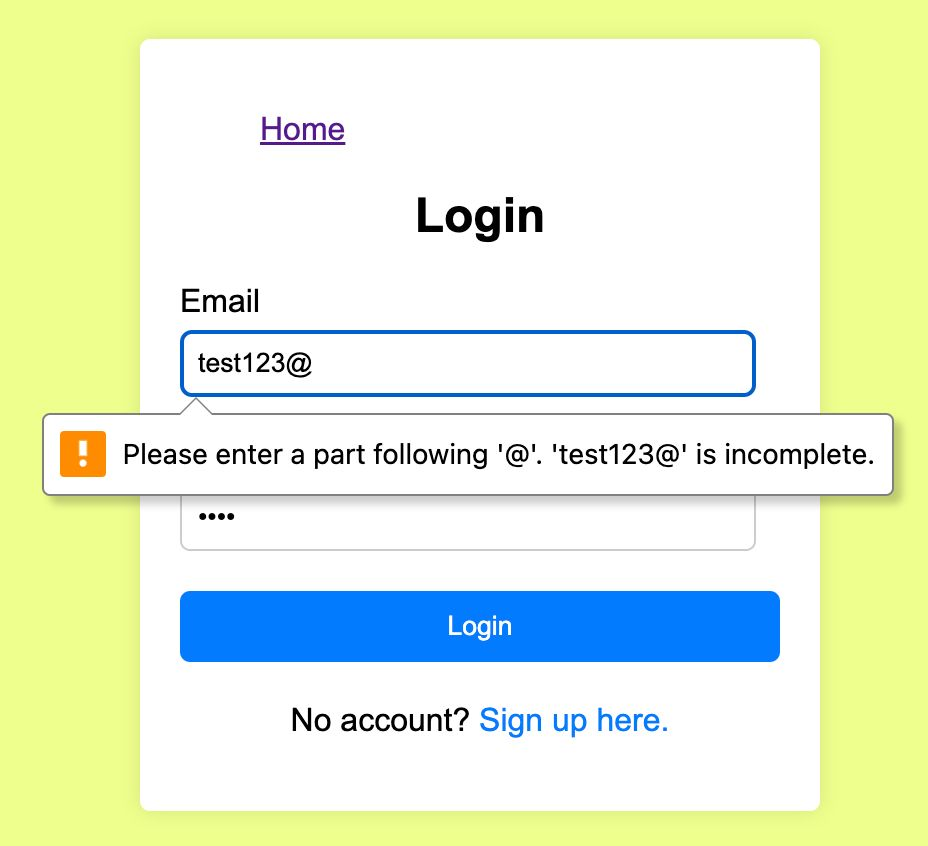 Home
Login
Email
test123@
Please enter a part following '@'. 'test123@' is incomplete.
••••
Login
No account? Sign up here.